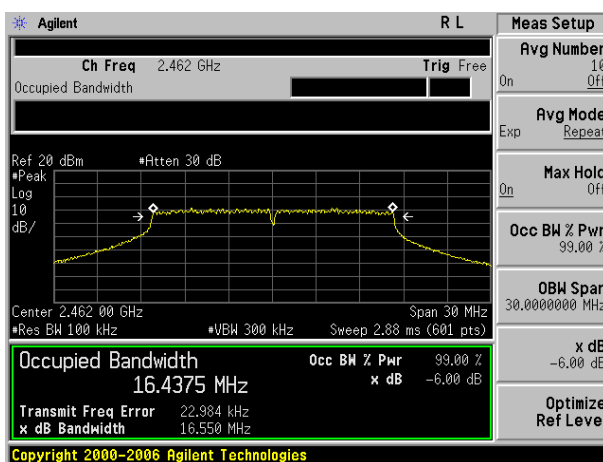 Agilent R L Meas Setup
Ch Freq 2.462 GHz Trig Free
Occupied Bandwidth
Avg Number
10
On Off
Avg Mode
Exp Repeat
Max Hold
On Off
Occ BW % Pwr
99.00 %
OBW Span
30.0000000 MHz
x dB
-6.00 dB
Optimize
Ref Level
Ref 20 dBm #Atten 30 dB
#Peak
Log
10
dB/
Center 2.462 00 GHz Span 30 MHz
#Res BW 100 kHz #VBW 300 kHz Sweep 2.88 ms (601 pts)
Occupied Bandwidth Occ BW % Pwr 99.00 %
16.4375 MHz x dB -6.00 dB
Transmit Freq Error 22.984 kHz
x dB Bandwidth 16.550 MHz
Copyright 2000-2006 Agilent Technologies